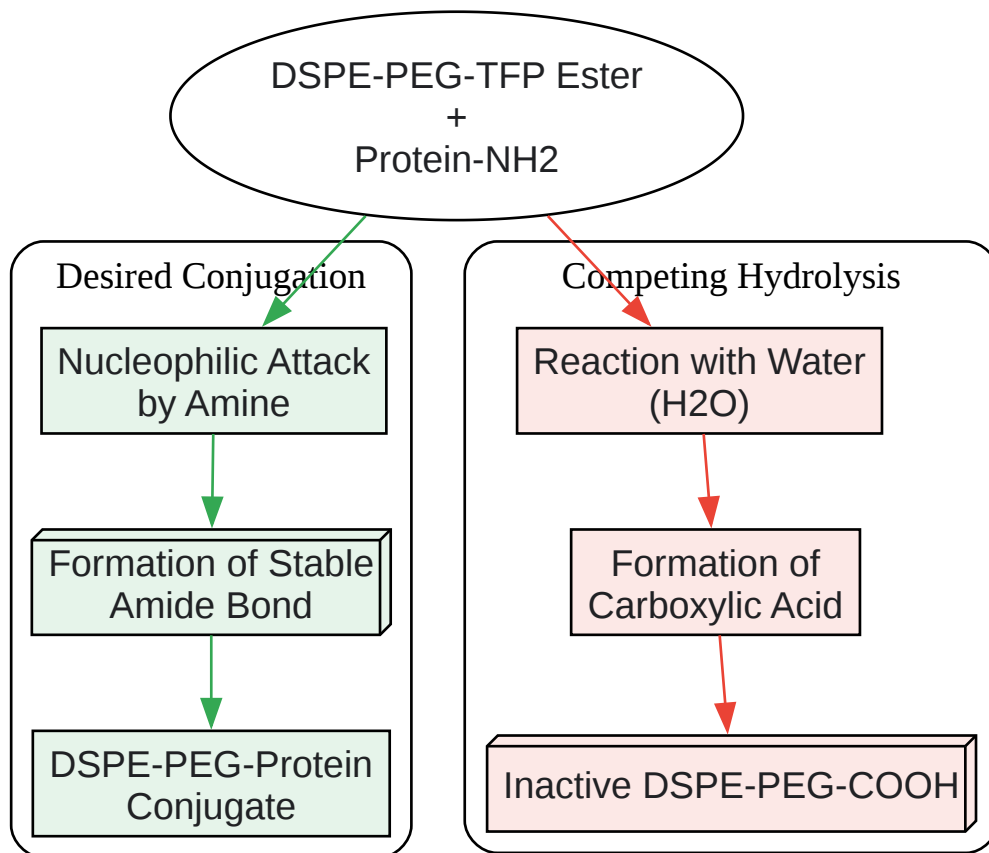 DSPE-PEG-TFP Ester
+
Protein-NH2
Desired Conjugation
Nucleophilic Attack
by Amine
Formation of Stable
Amide Bond
DSPE-PEG-Protein
Conjugate
Competing Hydrolysis
Reaction with Water
(H2O)
Formation of
Carboxylic Acid
Inactive DSPE-PEG-COOH